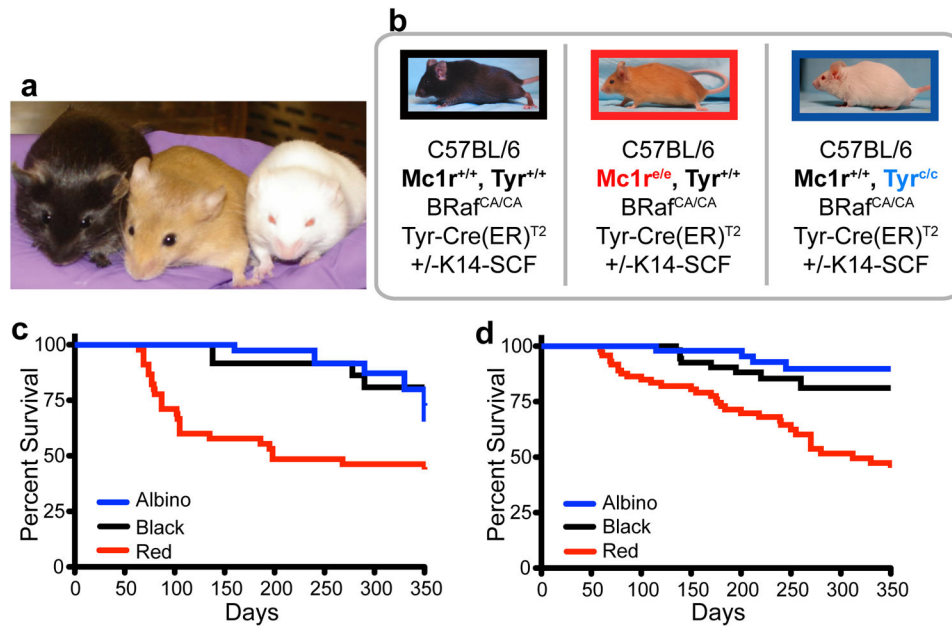 a
b
C57BL/6
Mc1r+/+, Tyr+/+
BRafCA/CA
Tyr-Cre(ER)T2
+/-K14-SCF
C57BL/6
Mc1re/e, Tyr+/+
BRafCA/CA
Tyr-Cre(ER)T2
+/-K14-SCF
C57BL/6
Mc1r+/+, Tyrc/c
BRafCA/CA
Tyr-Cre(ER)T2
+/-K14-SCF
c
Percent Survival
100
75
50
25
0
Albino
Black
Red
0 50 100 150 200 250 300 350
Days
d
Percent Survival
100
75
50
25
0
Albino
Black
Red
0 50 100 150 200 250 300 350
Days